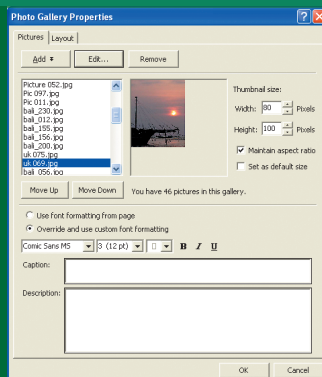 Photo Gallery Properties
Pictures Layout
Add Edit... Remove
Picture 052.jpg
Pic 097.jpg
Pic 011.jpg
bali_230.jpg
bali_012.jpg
bali_155.jpg
bali_156.jpg
bali_200.jpg
uk 075.jpg
uk 069.jpg
bali 056.jpg
Thumbnail size:
Width: 80 Pixels
Height: 100 Pixels
Maintain aspect ratio
Set as default size
Move Up Move Down You have 46 pictures in this gallery.
Use font formatting from page
Override and use custom font formatting
Comic Sans MS 3 (12 pt) B I U
Caption:
Description:
OK Cancel